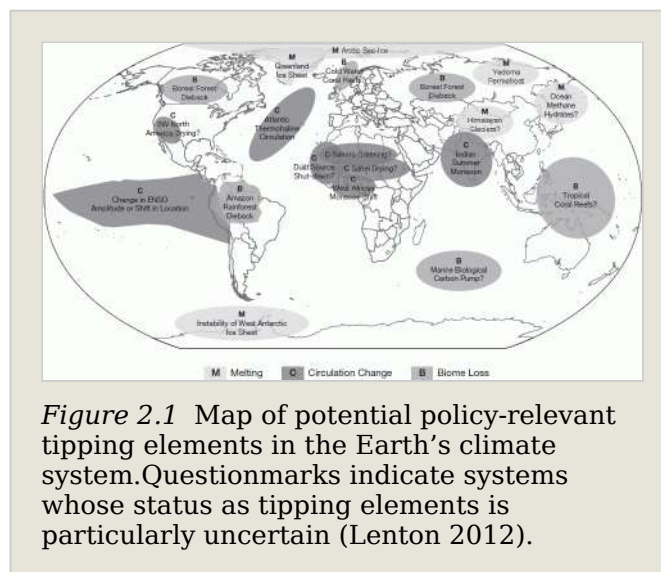 M Arctic Sea-Ice
M
Greenland
Ice Sheet
B
Cold Water
Coral Reefs?
M
Yedoma
Permafrost
B
Boreal Forest
Dieback
B
Boreal Forest
Dieback
M
Ocean
Methane
Hydrates?
C
Atlantic
Thermohaline
Circulation
C
SW North
America Drying?
M
Himalayan
Glaciers?
C Sahara Greening?
C
Dust Source
Shut-down?
C Sahel Drying?
C
West African
Monsoon Shift
C
Indian
Summer
Monsoon
C
Change in ENSO
Amplitude or Shift in Location
B
Amazon
Rainforest
Dieback
B
Tropical
Coral Reefs?
B
Marine Biological
Carbon Pump?
M
Instability of West Antarctic
Ice Sheet
M Melting C Circulation Change B Biome Loss
Figure 2.1 Map of potential policy-relevant
tipping elements in the Earth’s climate
system.Questionmarks indicate systems
whose status as tipping elements is
particularly uncertain (Lenton 2012).